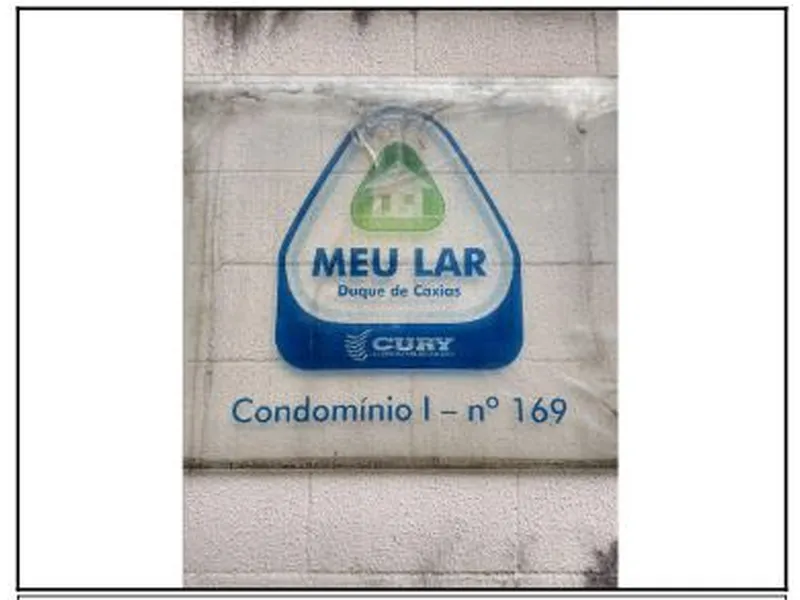 MEU LAR
Duque de Caxias
CURY
Condomínio I – nº 169